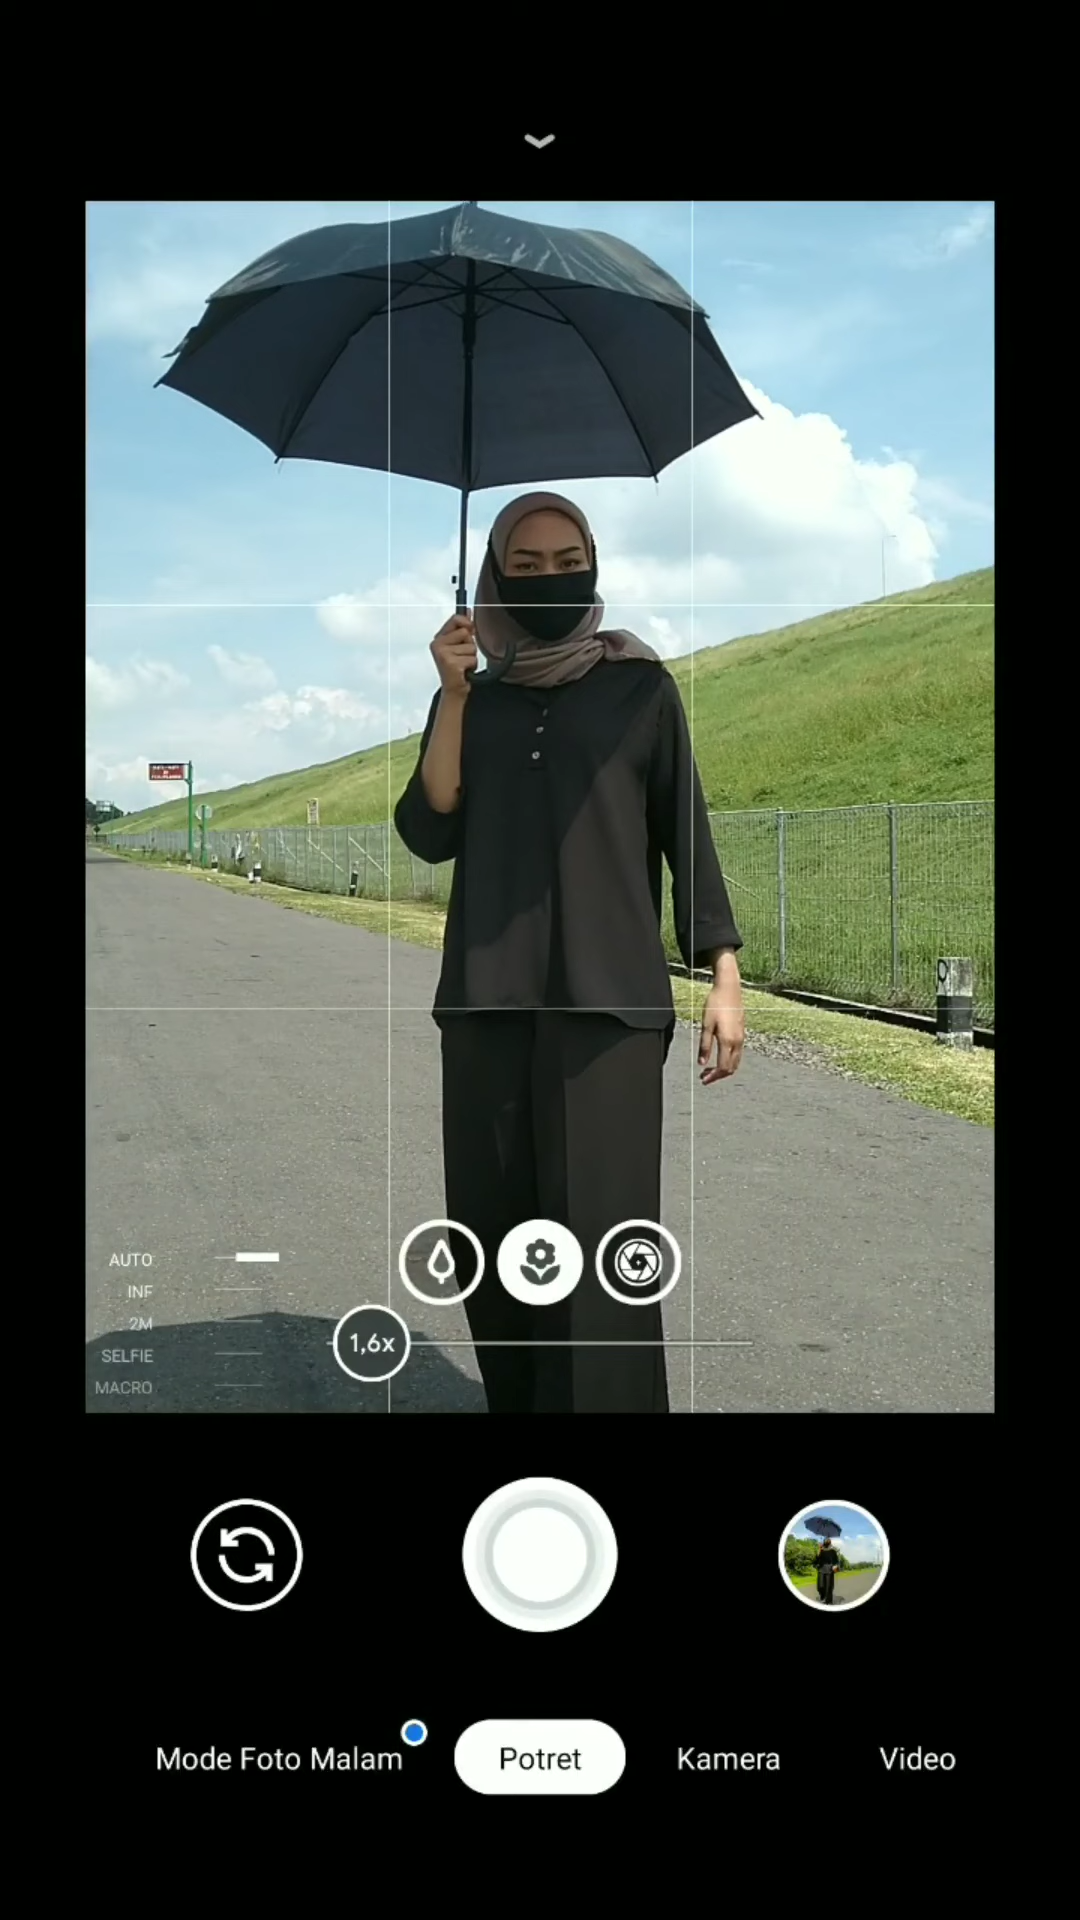 AUTO
INF
2M
SELFIE
MACRO
1,6x
Mode Foto Malam
Potret
Kamera
Video